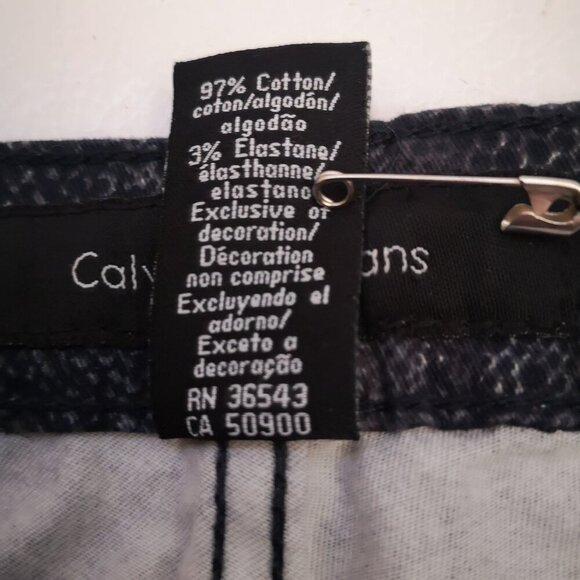 97% Cotton/
coton/algodón/
algodão
3% Elastane/
élasthanne/
elastano
Exclusive of
decoration/
Décoration
non comprise
Excluyendo el
adorno/
Exceto a
decoração
RN 36543
CA 50900
Calv ans